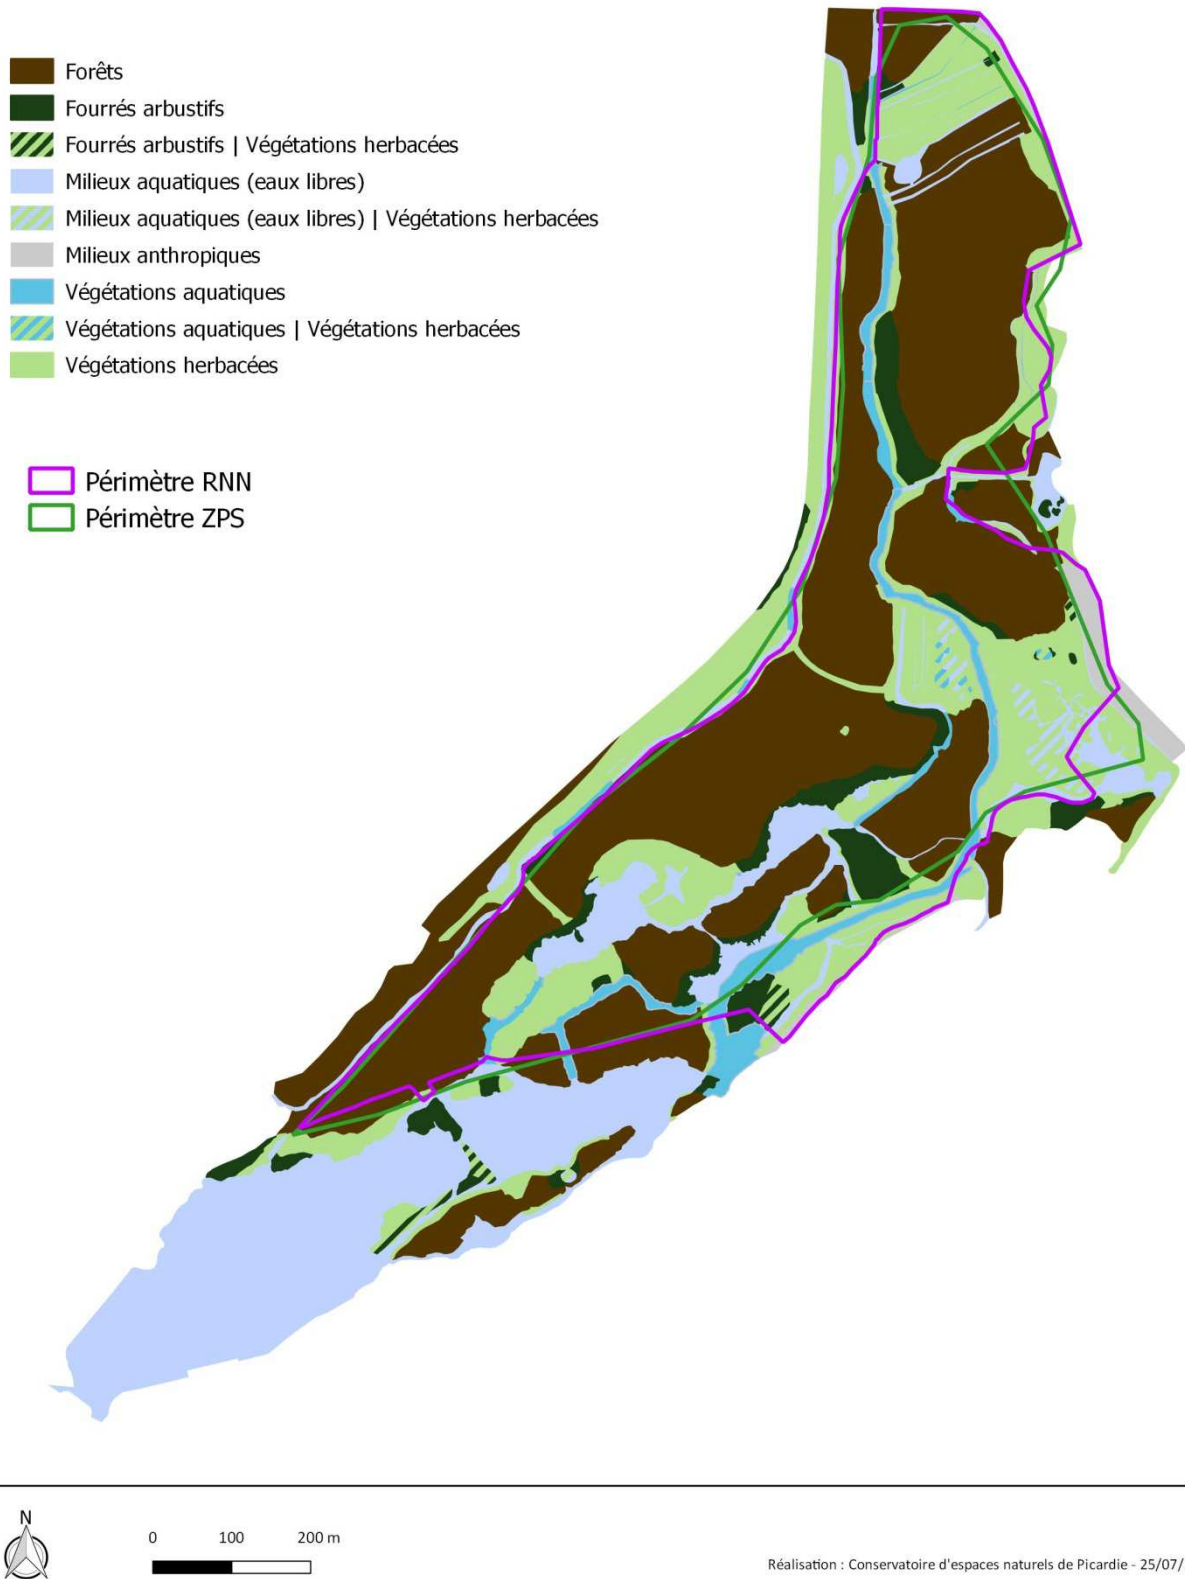 Forêts
Fourrés arbustifs
Fourrés arbustifs | Végétations herbacées
Milieux aquatiques (eaux libres)
Milieux aquatiques (eaux libres) | Végétations herbacées
Milieux anthropiques
Végétations aquatiques
Végétations aquatiques | Végétations herbacées
Végétations herbacées
Périmètre RNN
Périmètre ZPS
N
0 100 200 m
Réalisation : Conservatoire d'espaces naturels de Picardie - 25/07/